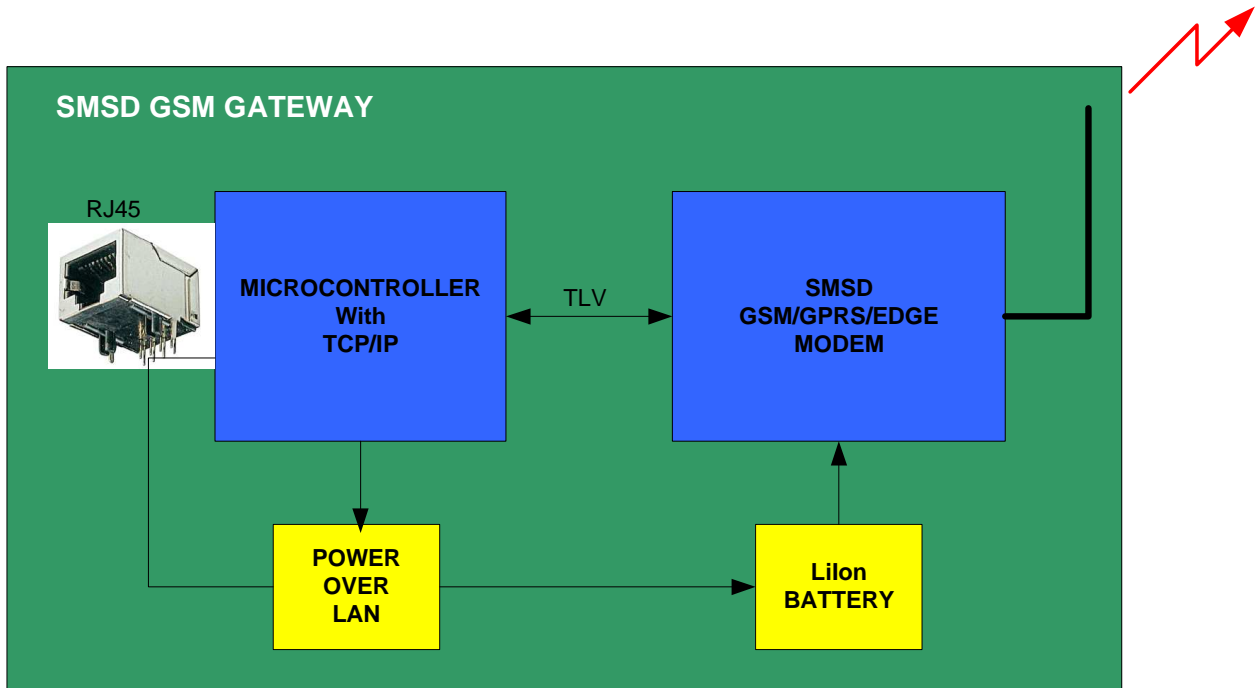 SMSD GSM GATEWAY
RJ45
MICROCONTROLLER
With
TCP/IP
TLV
SMSD
GSM/GPRS/EDGE
MODEM
POWER
OVER
LAN
LiIon
BATTERY